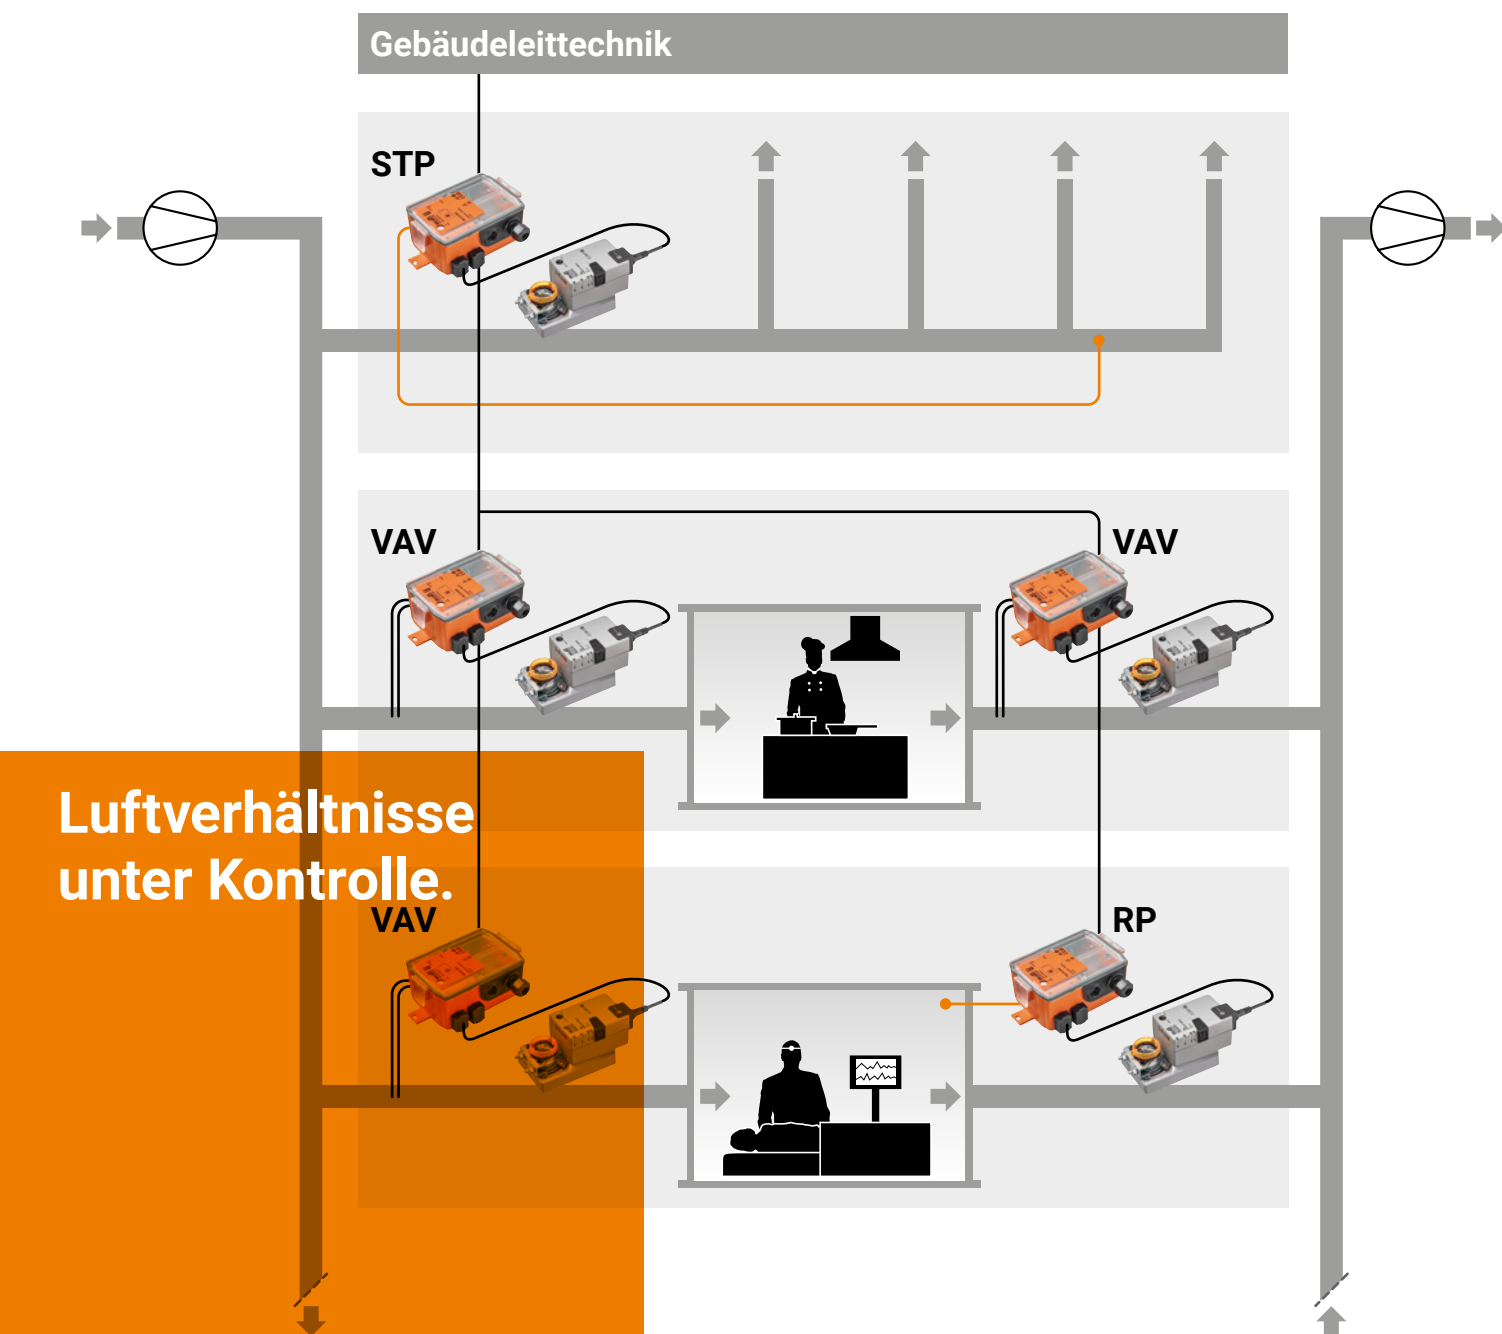 Gebäudeleittechnik
STP
VAV
VAV
Luftverhältnisse
unter Kontrolle.
VAV
RP